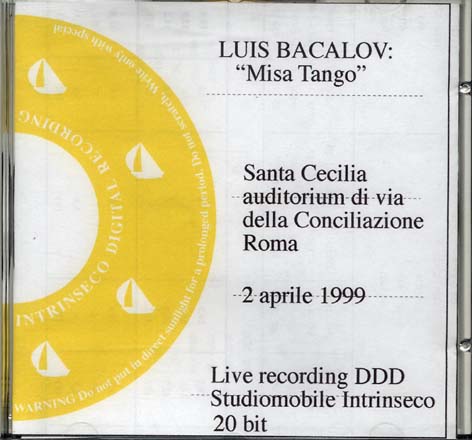 LUIS BACALOV:
“Misa Tango”
Santa Cecilia
auditorium di via
della Conciliazione
Roma
2 aprile 1999
Live recording DDD
Studiomobile Intrinseco
20 bit
INTRINSECO DIGITAL RECORDING
WARNING Do not put in direct sunlight for a prolonged period. Do not scratch. Write only with special